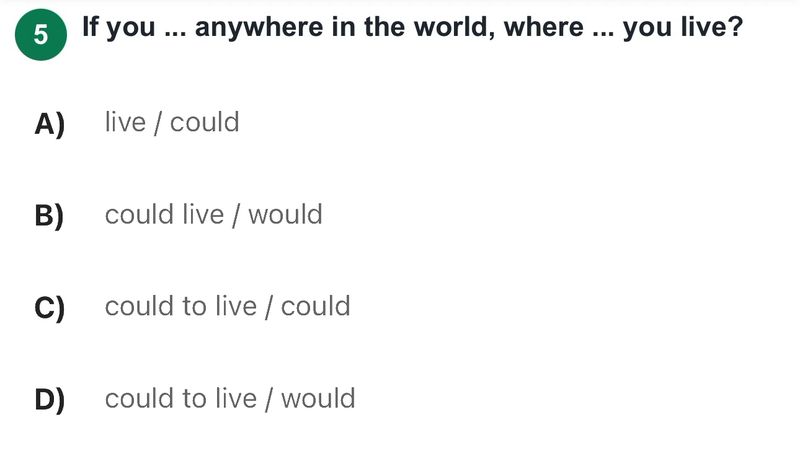 5 If you ... anywhere in the world, where ... you live?
A) live / could
B) could live / would
C) could to live / could
D) could to live / would